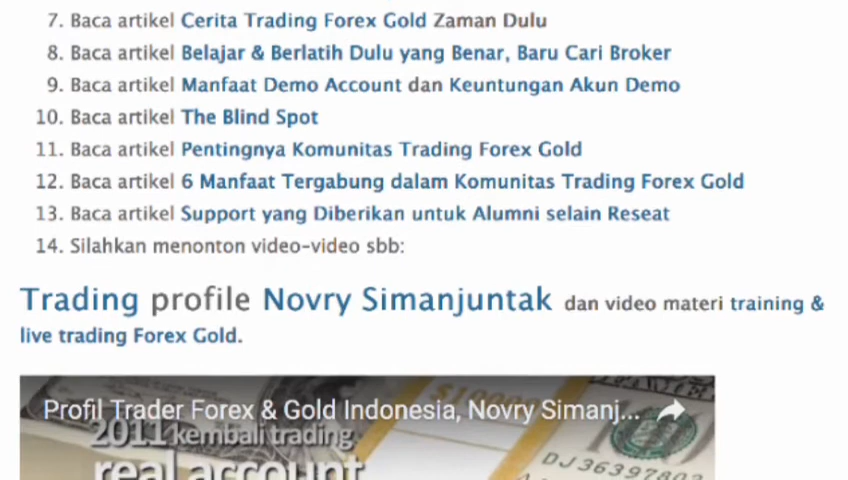 7. Baca artikel Cerita Trading Forex Gold Zaman Dulu
8. Baca artikel Belajar & Berlatih Dulu yang Benar, Baru Cari Broker
9. Baca artikel Manfaat Demo Account dan Keuntungan Akun Demo
10. Baca artikel The Blind Spot
11. Baca artikel Pentingnya Komunitas Trading Forex Gold
12. Baca artikel 6 Manfaat Tergabung dalam Komunitas Trading Forex Gold
13. Baca artikel Support yang Diberikan untuk Alumni selain Reseat
14. Silahkan menonton video-video sbb:
Trading profile Novry Simanjuntak dan video materi training &
live trading Forex Gold.
Profil Trader Forex & Gold Indonesia, Novry Simanj...
2011 kembali trading
real account
$10000
100
DJ36397802